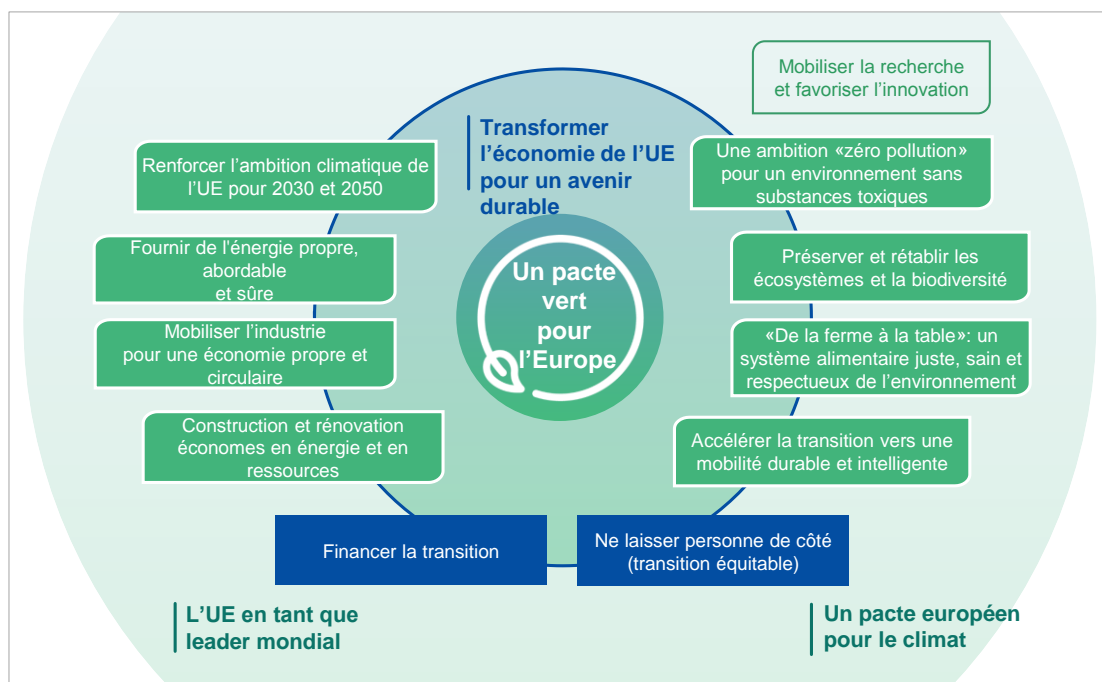 Mobiliser la recherche
et favoriser l’innovation
Transformer
l’économie de l’UE
pour un avenir
durable
Renforcer l’ambition climatique de
l’UE pour 2030 et 2050
Une ambition «zéro pollution»
pour un environnement sans
substances toxiques
Fournir de l'énergie propre,
abordable
et sûre
Préserver et rétablir les
écosystèmes et la biodiversité
Un pacte
vert
pour
l’Europe
Mobiliser l’industrie
pour une économie propre et
circulaire
«De la ferme à la table»: un
système alimentaire juste, sain et
respectueux de l’environnement
Construction et rénovation
économes en énergie et en
ressources
Accélérer la transition vers une
mobilité durable et intelligente
Financer la transition
Ne laisser personne de côté
(transition équitable)
L’UE en tant que
leader mondial
Un pacte européen
pour le climat